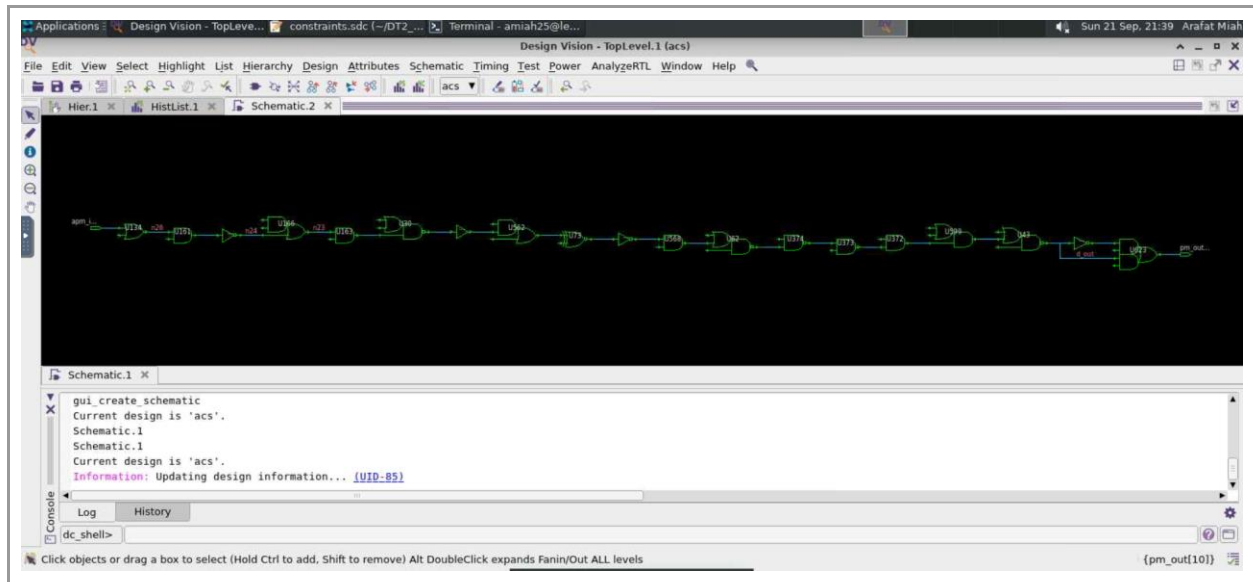 Applications Design Vision - TopLeve... constraints.sdc (~/DT2_... Terminal - amiah25@le... Sun 21 Sep, 21:39 Arafat Miah
Design Vision - TopLevel.1 (acs)
File Edit View Select Highlight List Hierarchy Design Attributes Schematic Timing Test Power AnalyzeRTL Window Help
acs
Hier.1 HistList.1 Schematic.2
apm_i... U134 n26 U161 n24 U166 n23 U163 U30 U562 U73 U568 U62 U374 U373 U372 U599 U43 d_out pm_out...
Schematic.1
gui_create_schematic
Current design is 'acs'.
Schematic.1
Schematic.1
Current design is 'acs'.
Information: Updating design information... (UID-85)
Console
Log History
dc_shell>
Click objects or drag a box to select (Hold Ctrl to add, Shift to remove) Alt DoubleClick expands Fanin/Out ALL levels {pm_out[10]}